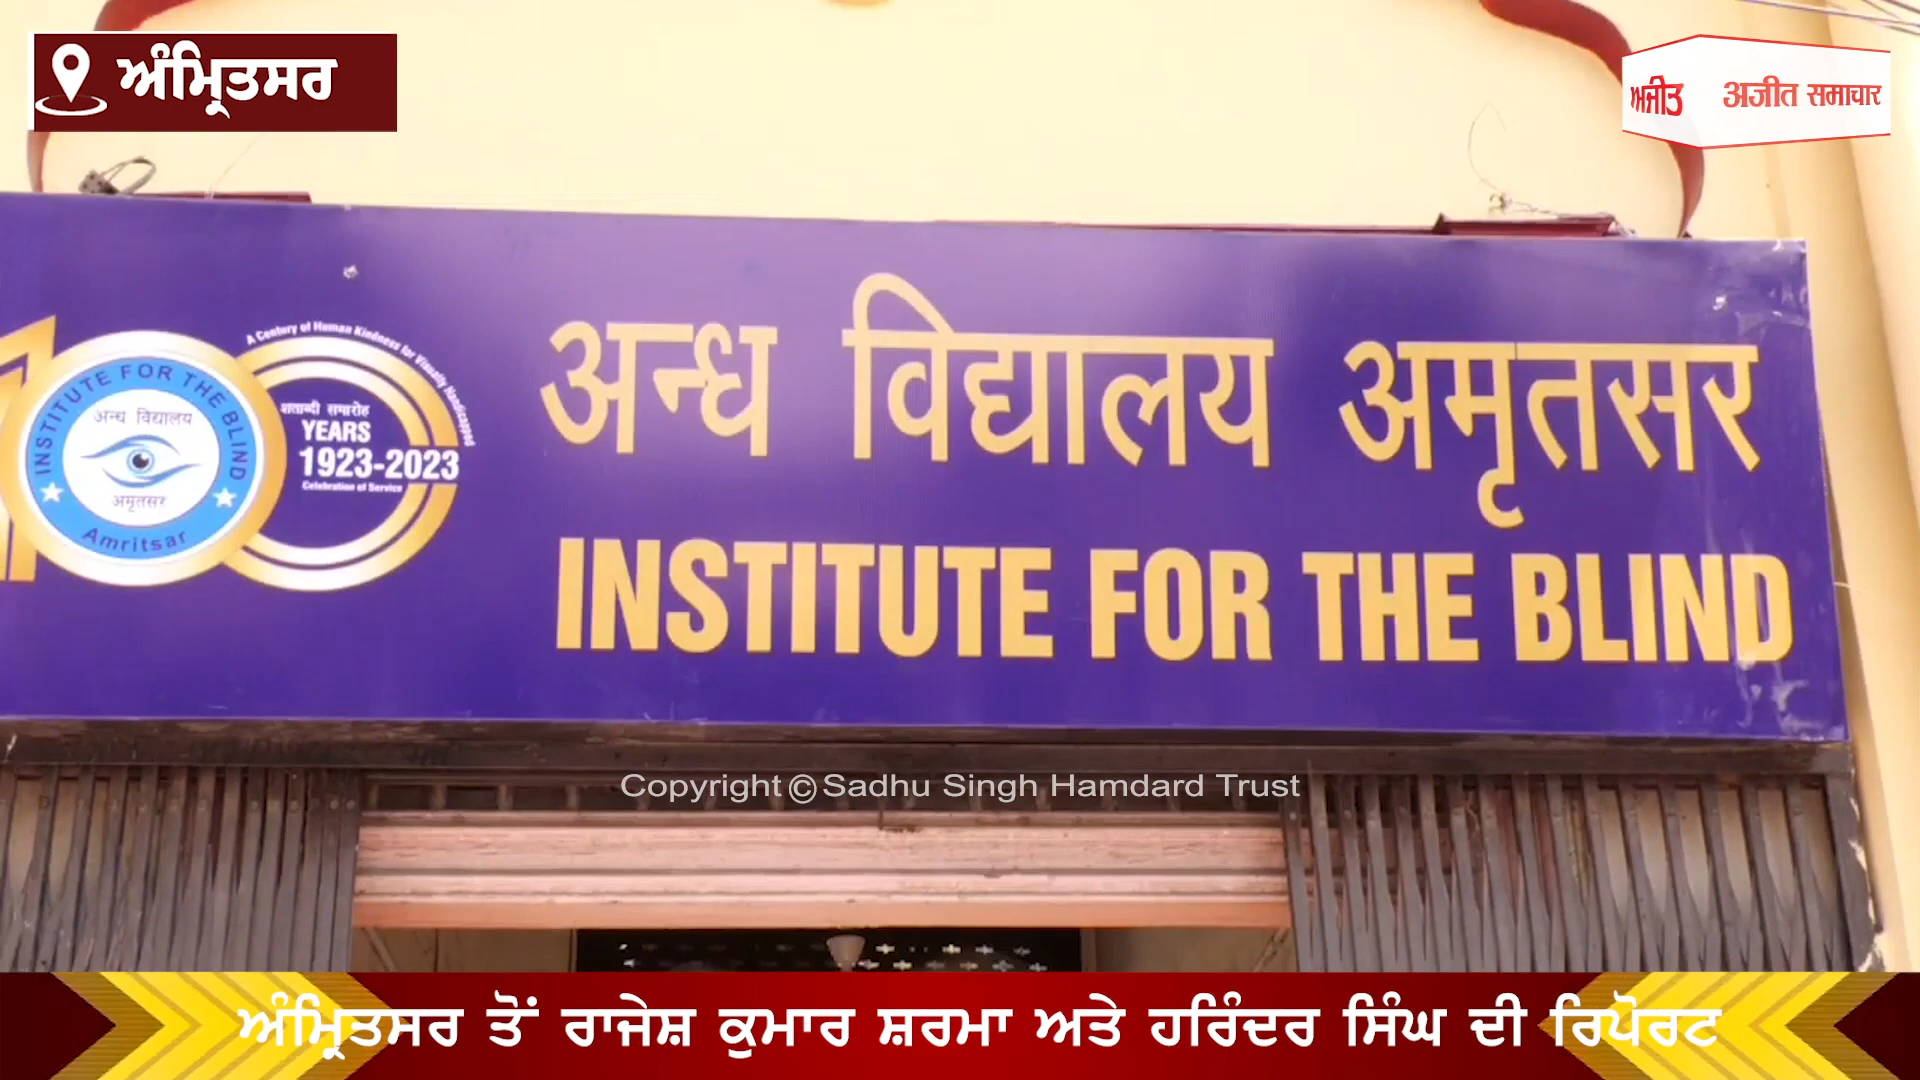 ਅੰਮ੍ਰਿਤਸਰ
ਅਜੀਤ
अजीत समाचार
100
INSTITUTE FOR THE BLIND
अन्ध विद्यालय
अमृतसर
Amritsar
A Century of Human Kindness for Visually Handicapped
शताब्दी समारोह
YEARS
1923-2023
Celebration of Service
अन्ध विद्यालय अमृतसर
INSTITUTE FOR THE BLIND
Copyright © Sadhu Singh Hamdard Trust
ਅੰਮ੍ਰਿਤਸਰ ਤੋਂ ਰਾਜੇਸ਼ ਕੁਮਾਰ ਸ਼ਰਮਾ ਅਤੇ ਹਰਿੰਦਰ ਸਿੰਘ ਦੀ ਰਿਪੋਰਟ